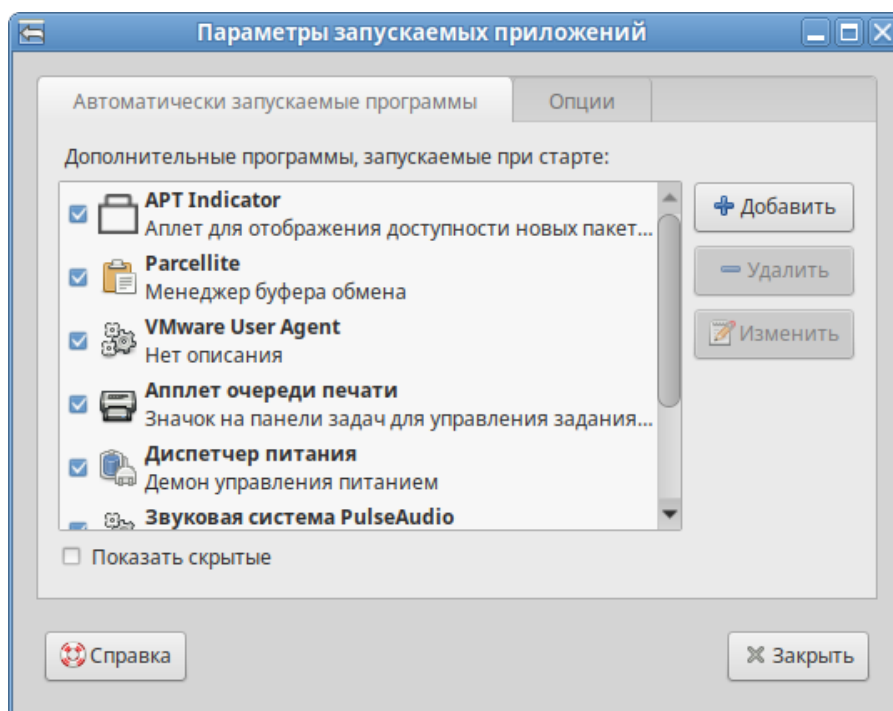 Параметры запускаемых приложений
Автоматически запускаемые программы
Опции
Дополнительные программы, запускаемые при старте:
APT Indicator
Аплет для отображения доступности новых пакет...
Parcellite
Менеджер буфера обмена
VMware User Agent
Нет описания
Апплет очереди печати
Значок на панели задач для управления задания...
Диспетчер питания
Демон управления питанием
Звуковая система PulseAudio
Добавить
Удалить
Изменить
Показать скрытые
Справка
Закрыть